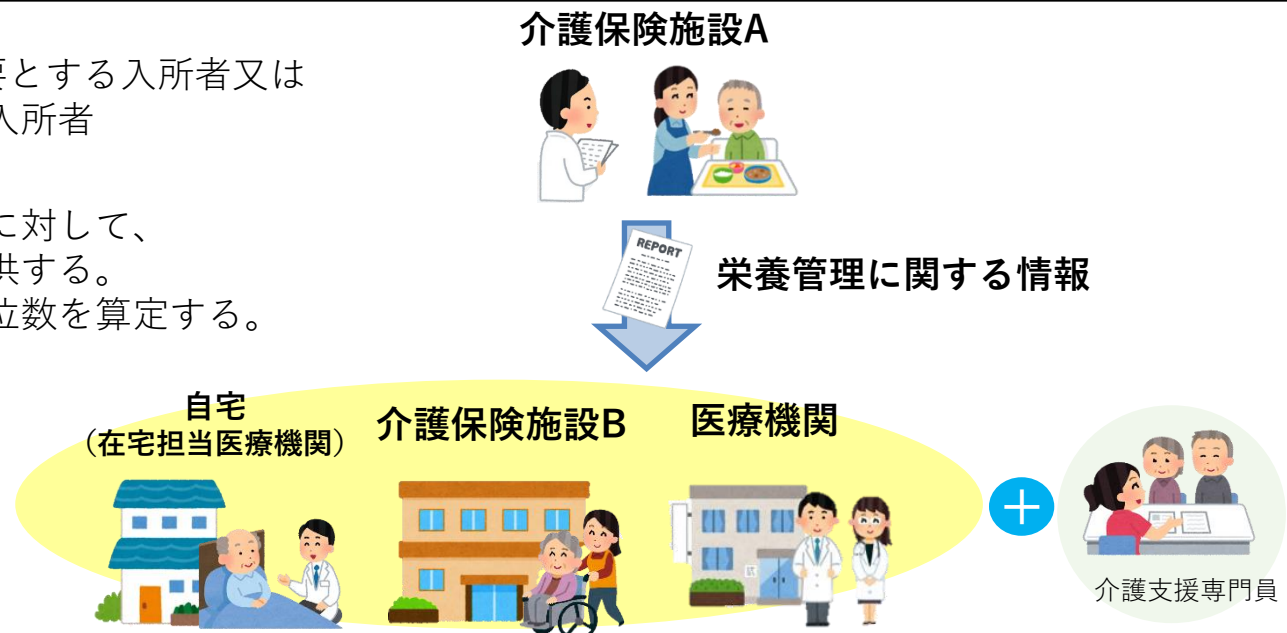 介護保険施設A
要とする入所者又は
入所者
に対して、
供する。
位数を算定する。
REPORT
栄養管理に関する情報
自宅
（在宅担当医療機関）
介護保険施設B
医療機関
＋
介護支援専門員